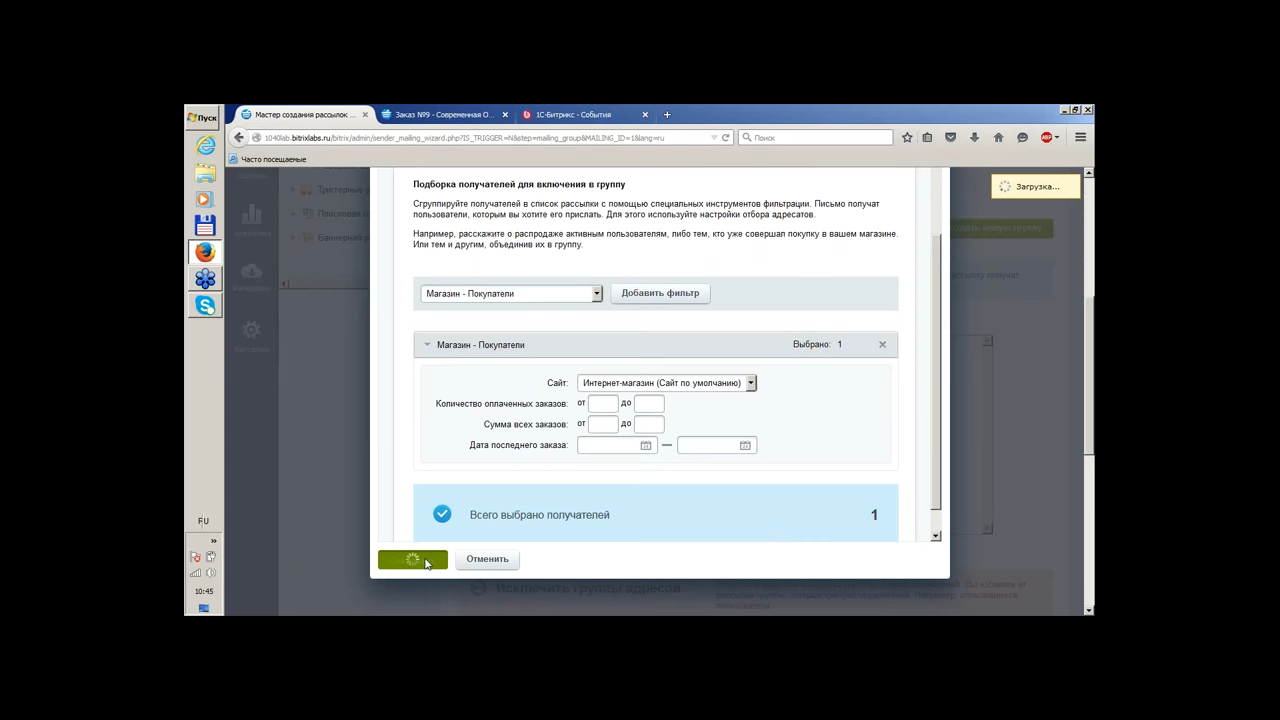 Пуск
Мастер создания рассылок ...
Заказ №9 - Современная О...
1С-Битрикс - События
1040lab.bitrixlabs.ru/bitrix/admin/sender_mailing_wizard.php?IS_TRIGGER=N&step=mailing_group&MAILING_ID=1&lang=ru
Поиск
ABP
Часто посещаемые
Загрузка...
Подборка получателей для включения в группу
Сгруппируйте получателей в список рассылки с помощью специальных инструментов фильтрации. Письмо получат
пользователи, которым вы хотите его прислать. Для этого используйте настройки отбора адресатов.
Например, расскажите о распродаже активным пользователям, либо тем, кто уже совершал покупку в вашем магазине.
Или тем и другим, объединив их в группу.
Магазин - Покупатели
Добавить фильтр
Магазин - Покупатели
Выбрано: 1
Сайт:
Интернет-магазин (Сайт по умолчанию)
Количество оплаченных заказов: от до
Сумма всех заказов: от до
Дата последнего заказа: —
Всего выбрано получателей
1
Отменить
Исключить группы адресов
RU
10:45